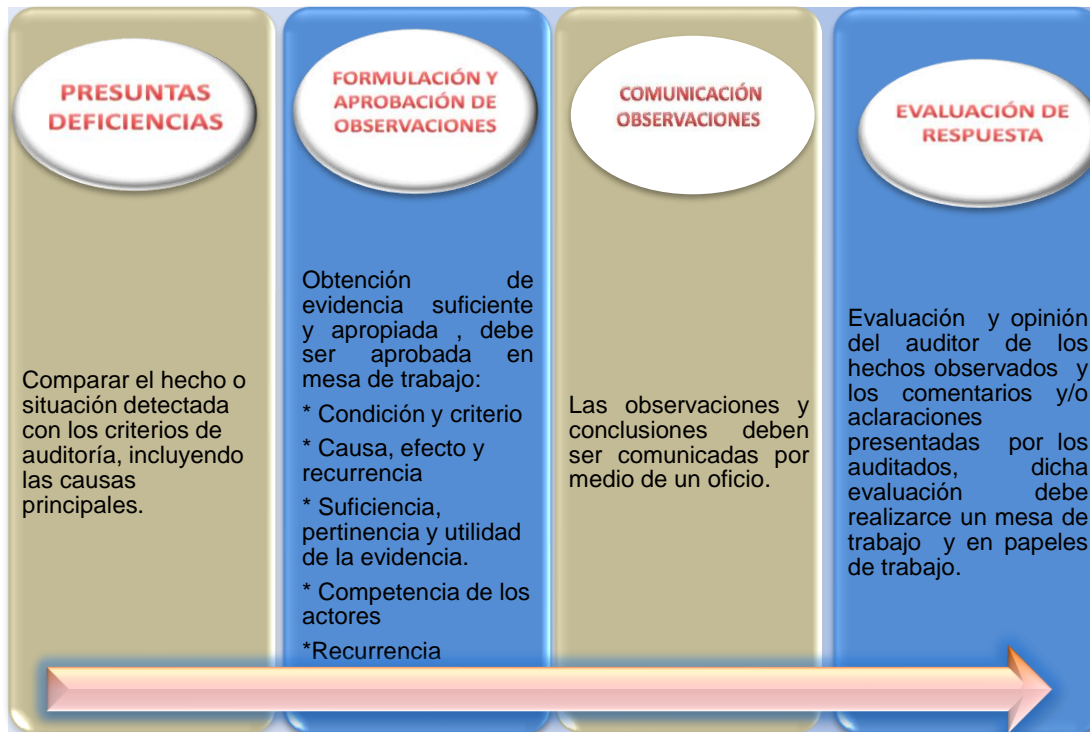 PRESUNTAS
DEFICIENCIAS
Comparar el hecho o
situación detectada
con los criterios de
auditoría, incluyendo
las causas
principales.
FORMULACIÓN Y
APROBACIÓN DE
OBSERVACIONES
Obtención de
evidencia suficiente
y apropiada , debe
ser aprobada en
mesa de trabajo:
* Condición y criterio
* Causa, efecto y
recurrencia
* Suficiencia,
pertinencia y utilidad
de la evidencia.
* Competencia de los
actores
*Recurrencia
COMUNICACIÓN
OBSERVACIONES
Las observaciones y
conclusiones deben
ser comunicadas por
medio de un oficio.
EVALUACIÓN DE
RESPUESTA
Evaluación y opinión
del auditor de los
hechos observados y
los comentarios y/o
aclaraciones
presentadas por los
auditados, dicha
evaluación debe
realizarce un mesa de
trabajo y en papeles
de trabajo.